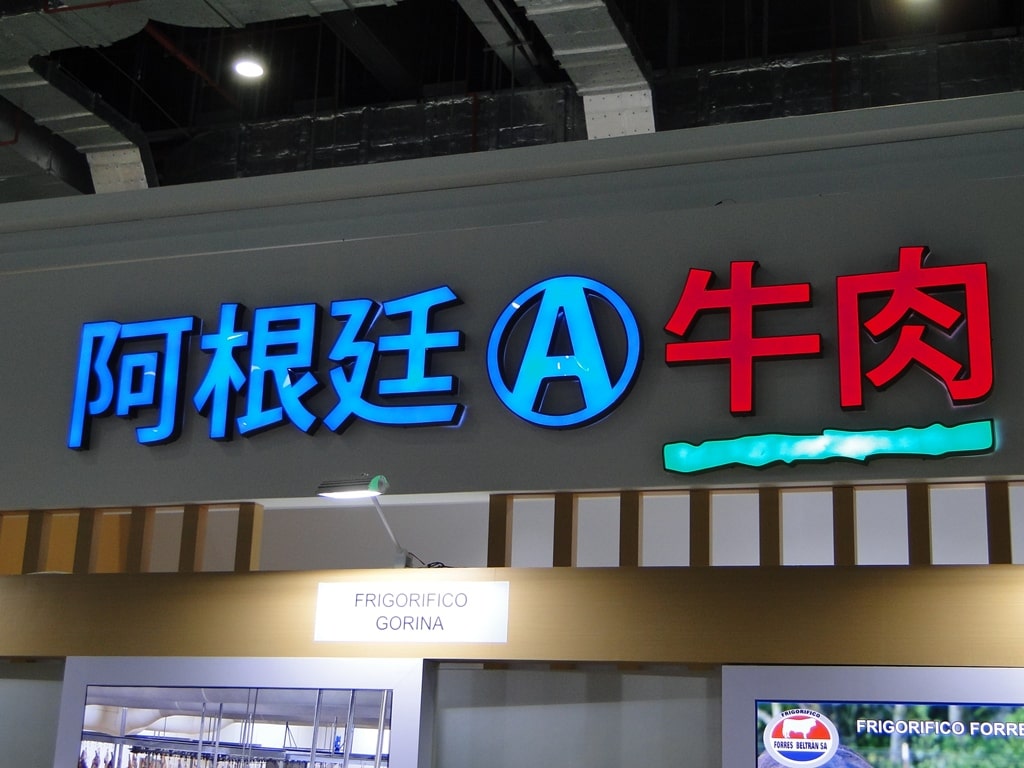 阿根廷 A 牛肉
FRIGORIFICO
GORINA
FRIGORIFICO
FORRES BELTRAN SA
FRIGORIFICO FORRE